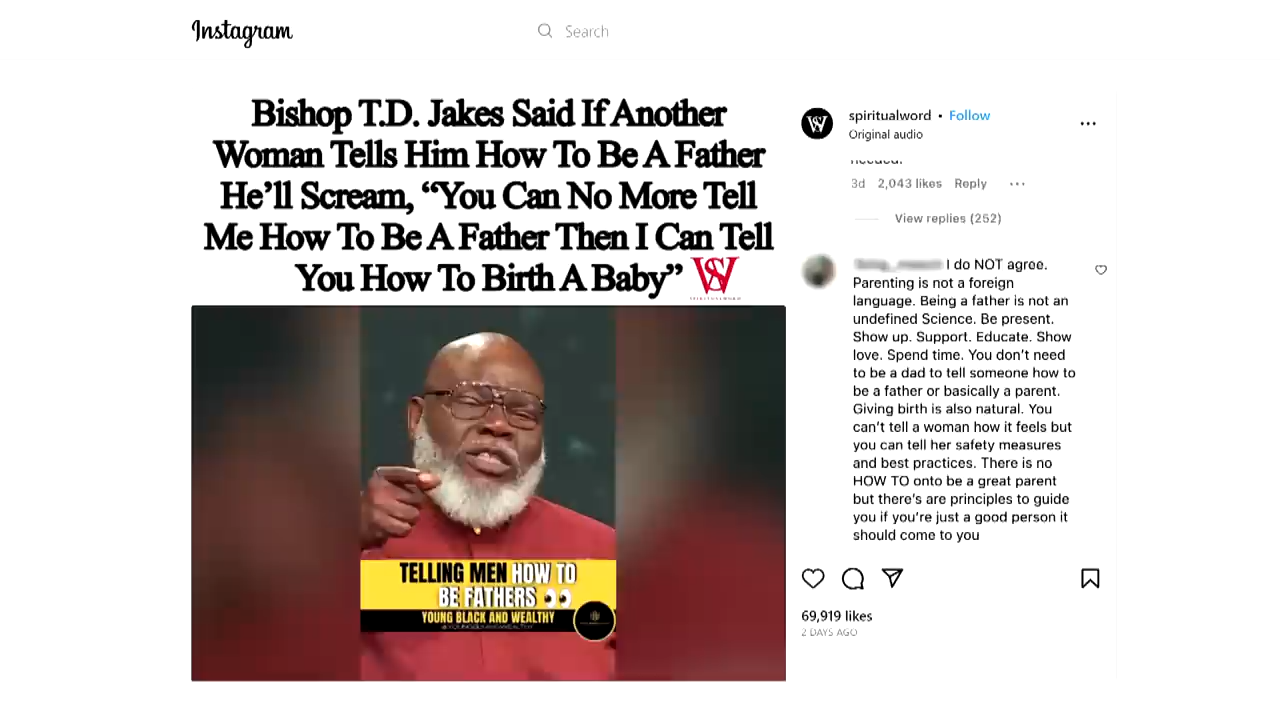 Instagram
Search
Bishop T.D. Jakes Said If Another
Woman Tells Him How To Be A Father
He'll Scream, “You Can No More Tell
Me How To Be A Father Then I Can Tell
You How To Birth A Baby”
SPIRITUALWORD
TELLING MEN HOW TO
BE FATHERS 👀
YOUNG BLACK AND WEALTHY
spiritualword • Follow
Original audio
needed.
3d 2,043 likes Reply ...
View replies (252)
I do NOT agree.
Parenting is not a foreign
language. Being a father is not an
undefined Science. Be present.
Show up. Support. Educate. Show
love. Spend time. You don't need
to be a dad to tell someone how to
be a father or basically a parent.
Giving birth is also natural. You
can't tell a woman how it feels but
you can tell her safety measures
and best practices. There is no
HOW TO onto be a great parent
but there's are principles to guide
you if you're just a good person it
should come to you
69,919 likes
2 DAYS AGO